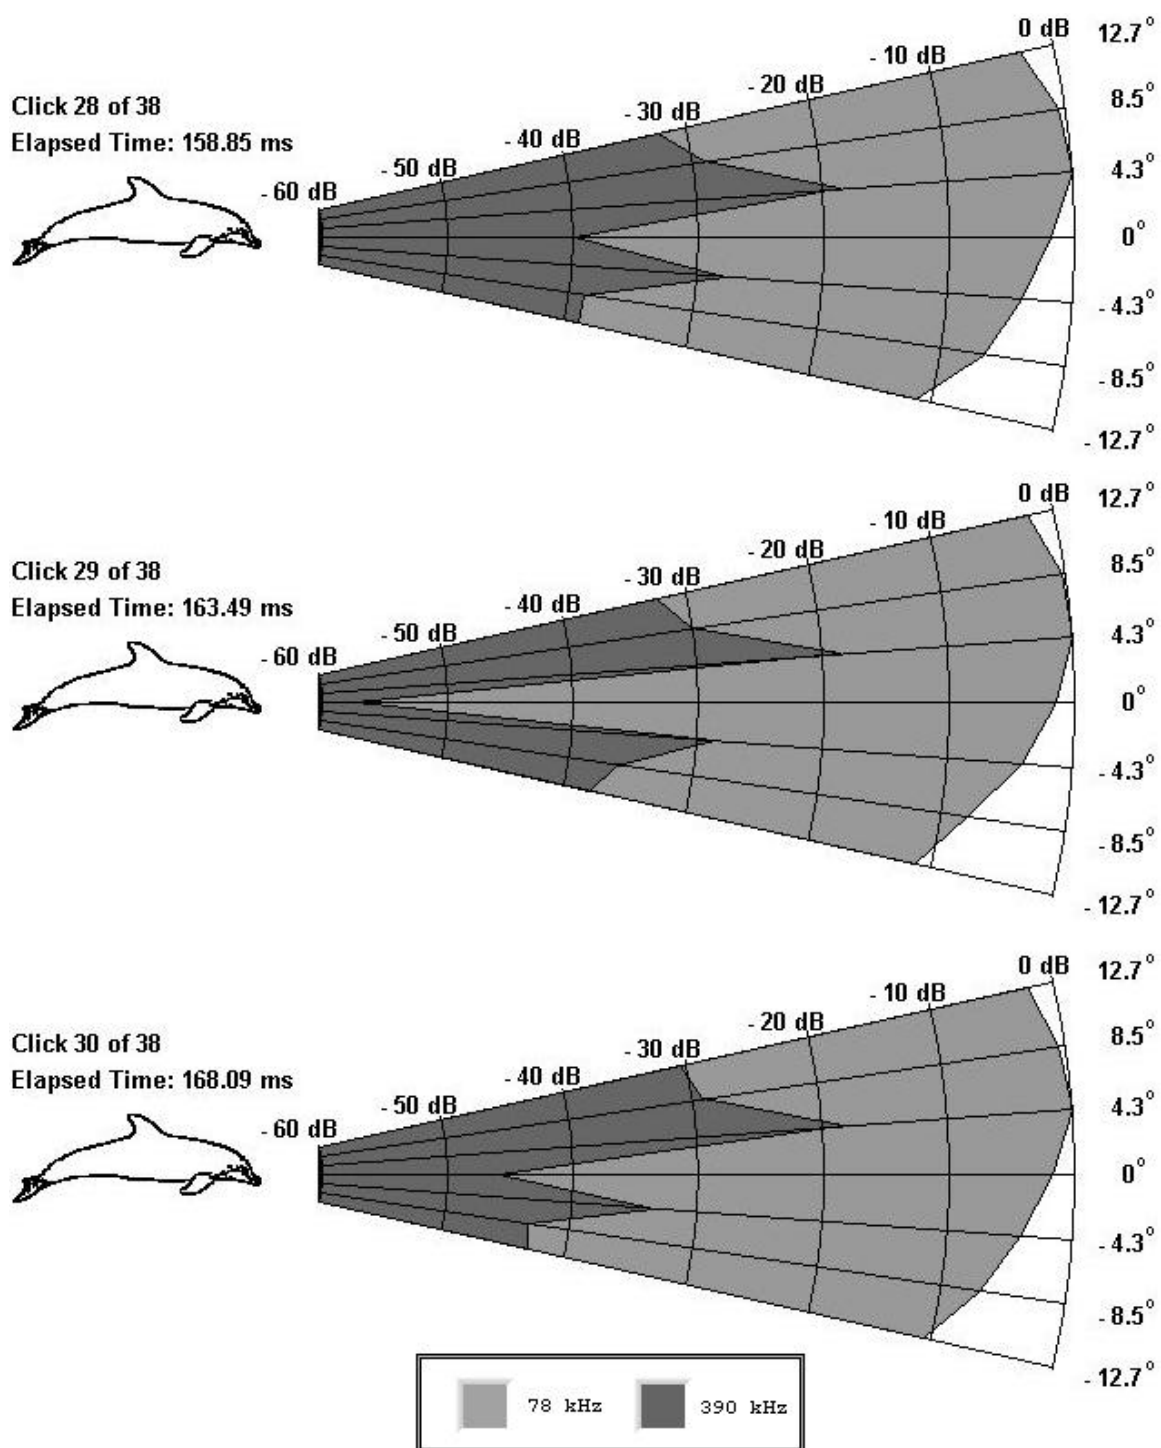 Click 28 of 38
Elapsed Time: 158.85 ms
- 60 dB
- 50 dB
- 40 dB
- 30 dB
- 20 dB
- 10 dB
0 dB
12.7°
8.5°
4.3°
0°
- 4.3°
- 8.5°
- 12.7°
Click 29 of 38
Elapsed Time: 163.49 ms
- 60 dB
- 50 dB
- 40 dB
- 30 dB
- 20 dB
- 10 dB
0 dB
12.7°
8.5°
4.3°
0°
- 4.3°
- 8.5°
- 12.7°
Click 30 of 38
Elapsed Time: 168.09 ms
- 60 dB
- 50 dB
- 40 dB
- 30 dB
- 20 dB
- 10 dB
0 dB
12.7°
8.5°
4.3°
0°
- 4.3°
- 8.5°
- 12.7°
78 kHz 390 kHz